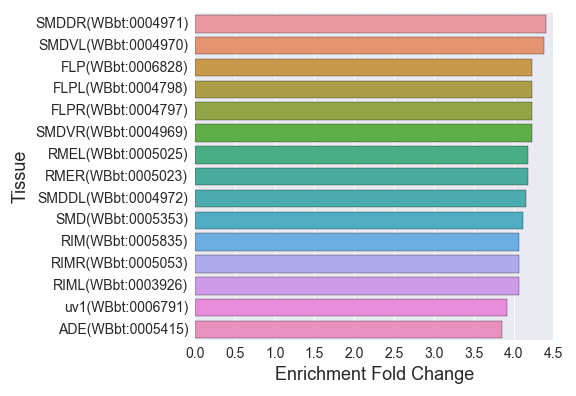 SMDDR(WBbt:0004971)
SMDVL(WBbt:0004970)
FLP(WBbt:0006828)
FLPL(WBbt:0004798)
FLPR(WBbt:0004797)
SMDVR(WBbt:0004969)
RMEL(WBbt:0005025)
RMER(WBbt:0005023)
SMDDL(WBbt:0004972)
SMD(WBbt:0005353)
RIM(WBbt:0005835)
RIMR(WBbt:0005053)
RIML(WBbt:0003926)
uv1(WBbt:0006791)
ADE(WBbt:0005415)
Tissue
0.0 0.5 1.0 1.5 2.0 2.5 3.0 3.5 4.0 4.5
Enrichment Fold Change